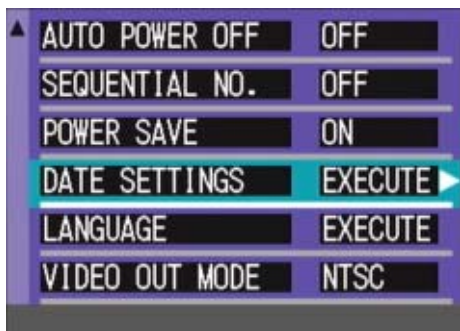 AUTO POWER OFF OFF
SEQUENTIAL NO. OFF
POWER SAVE ON
DATE SETTINGS EXECUTE
LANGUAGE EXECUTE
VIDEO OUT MODE NTSC